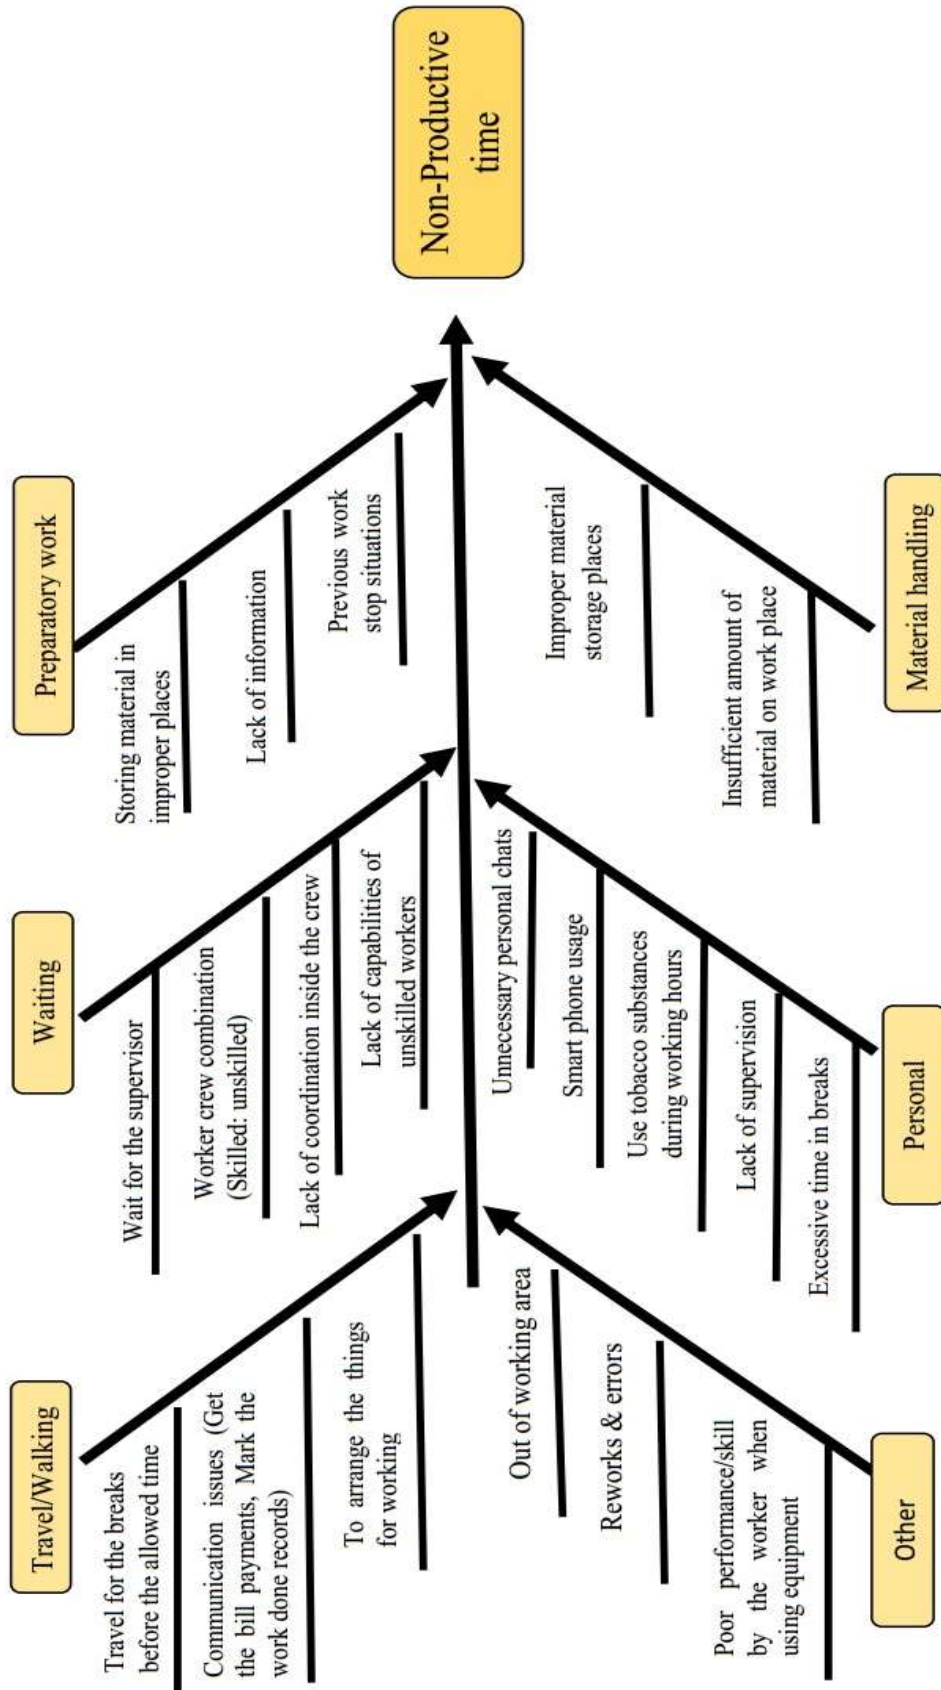 Travel/Walking
Travel for the breaks
before the allowed time
Communication issues (Get
the bill payments, Mark the
work done records)
To arrange the things
for working
Waiting
Wait for the supervisor
Worker crew combination
(Skilled: unskilled)
Lack of coordination inside the crew
Lack of capabilities of
unskilled workers
Preparatory work
Storing material in
improper places
Lack of information
Previous work
stop situations
Non-Productive
time
Out of working area
Reworks & errors
Poor performance/skill
by the worker when
using equipment
Other
Unnecessary personal chats
Smart phone usage
Use tobacco substances
during working hours
Lack of supervision
Excessive time in breaks
Personal
Improper material
storage places
Insufficient amount of
material on work place
Material handling